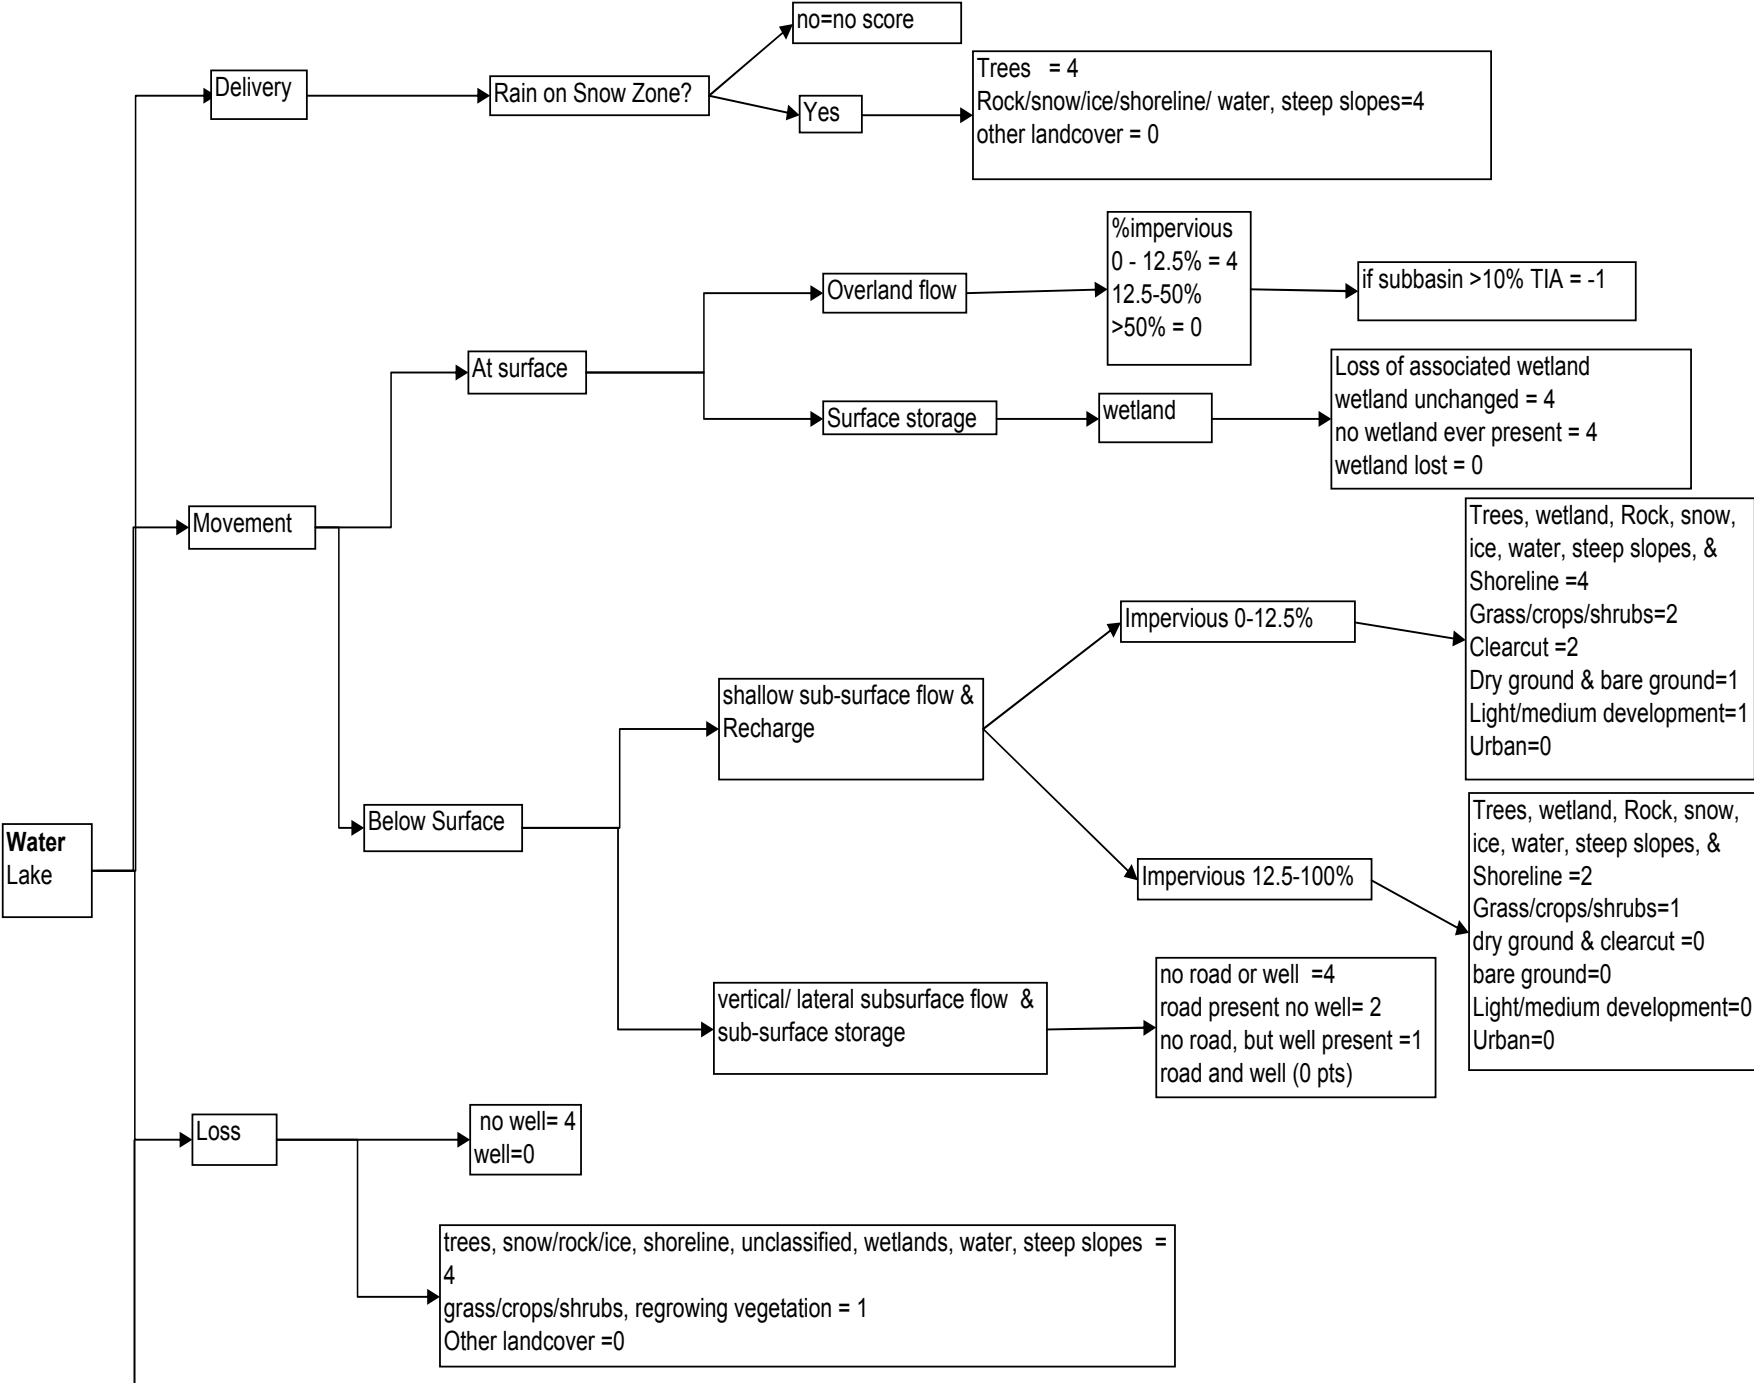 no=no score
Trees = 4
Rock/snow/ice/shoreline/ water, steep slopes=4
other landcover = 0
Delivery
Rain on Snow Zone?
Yes
%impervious
0 - 12.5% = 4
12.5-50%
>50% = 0
Overland flow
if subbasin >10% TIA = -1
At surface
Loss of associated wetland
wetland unchanged = 4
no wetland ever present = 4
wetland lost = 0
Surface storage
wetland
Movement
Trees, wetland, Rock, snow,
ice, water, steep slopes, &
Shoreline =4
Grass/crops/shrubs=2
Clearcut =2
Dry ground & bare ground=1
Light/medium development=1
Urban=0
Impervious 0-12.5%
shallow sub-surface flow &
Recharge
Below Surface
Water
Lake
Impervious 12.5-100%
Trees, wetland, Rock, snow,
ice, water, steep slopes, &
Shoreline =2
Grass/crops/shrubs=1
dry ground & clearcut =0
bare ground=0
Light/medium development=0
Urban=0
vertical/ lateral subsurface flow &
sub-surface storage
no road or well =4
road present no well= 2
no road, but well present =1
road and well (0 pts)
Loss
no well= 4
well=0
trees, snow/rock/ice, shoreline, unclassified, wetlands, water, steep slopes =
4
grass/crops/shrubs, regrowing vegetation = 1
Other landcover =0